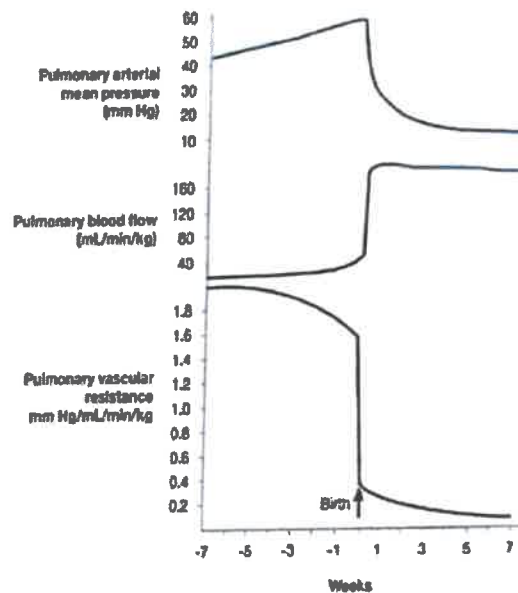 60
50
40
30
20
10
Pulmonary arterial
mean pressure
(mm Hg)
160
120
80
40
Pulmonary blood flow
(mL/min/kg)
1.8
1.6
1.4
1.2
1.0
0.8
0.6
0.4
0.2
Pulmonary vascular
resistance
mm Hg/mL/min/kg
Birth
-7 -5 -3 -1 1 3 5 7
Weeks